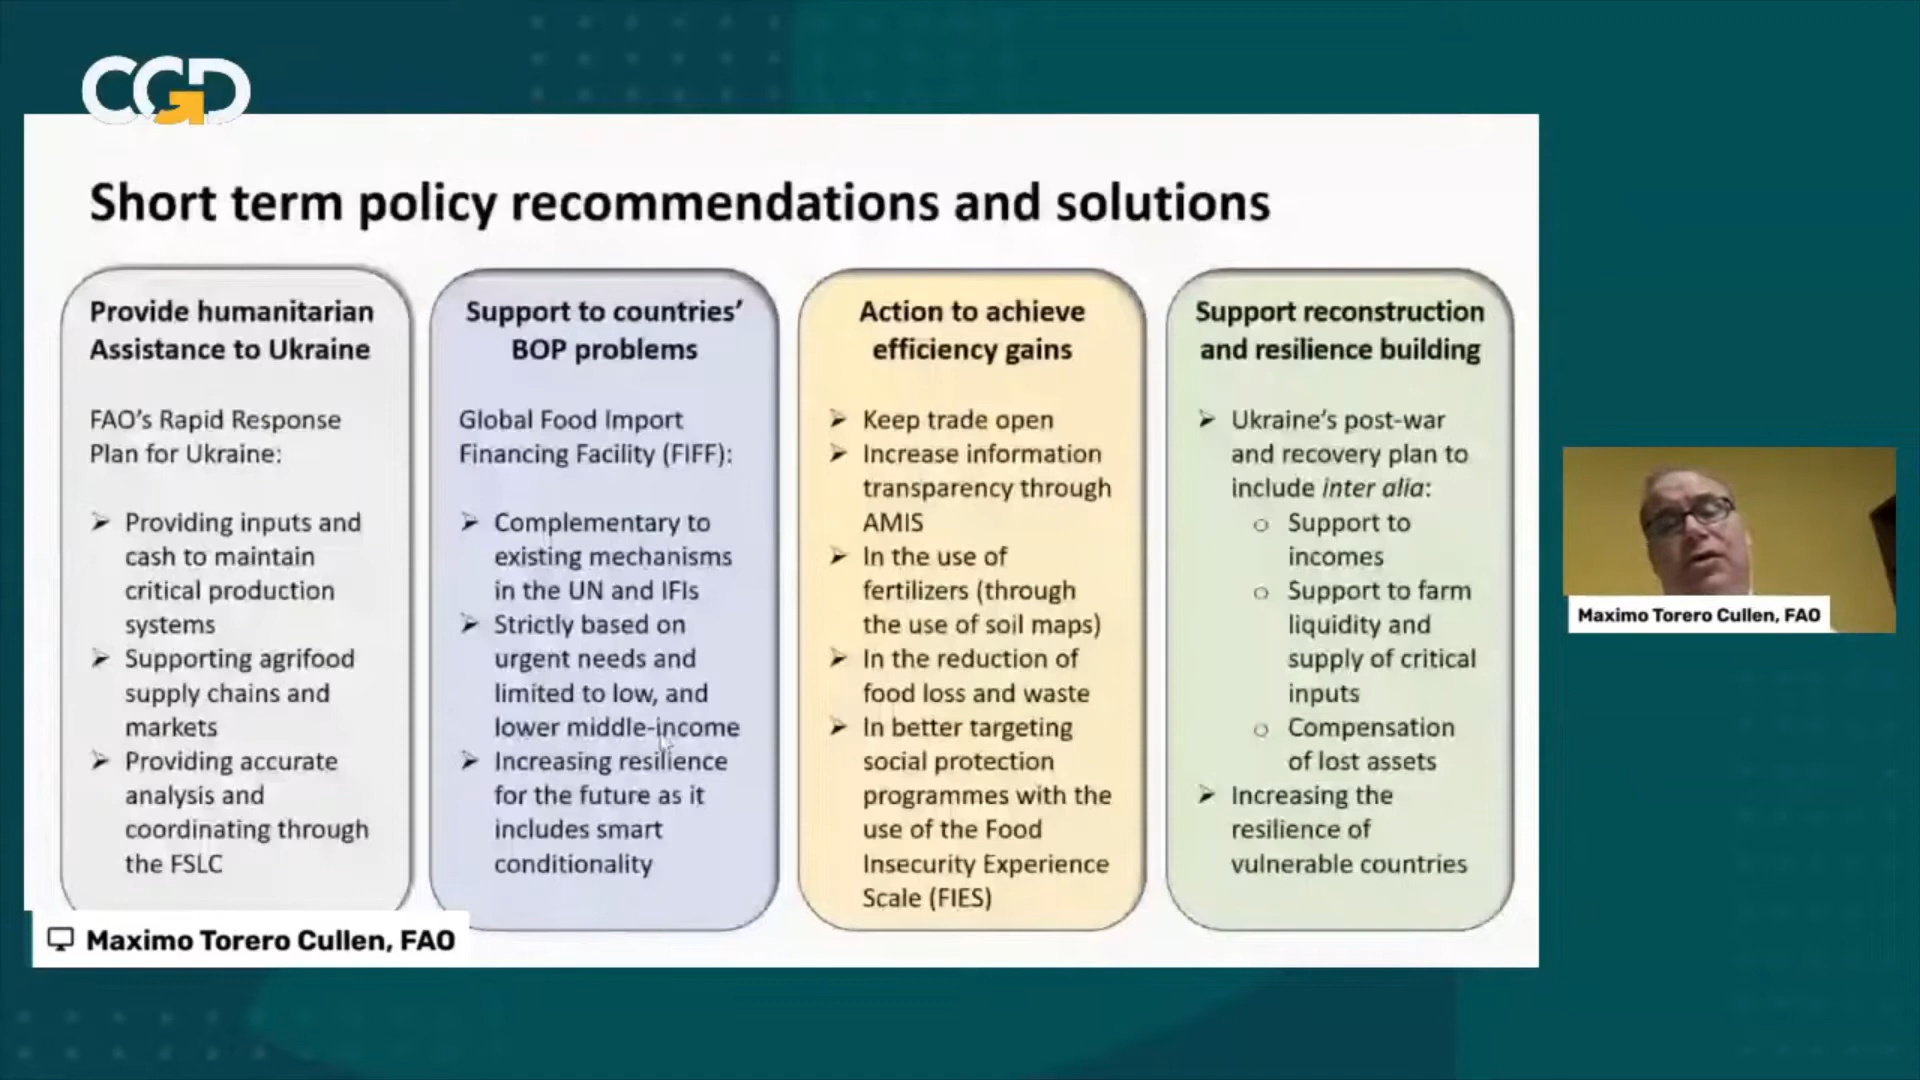 CGD
Short term policy recommendations and solutions
Provide humanitarian
Assistance to Ukraine
FAO's Rapid Response
Plan for Ukraine:
➢ Providing inputs and
cash to maintain
critical production
systems
➢ Supporting agrifood
supply chains and
markets
➢ Providing accurate
analysis and
coordinating through
the FSLC
Support to countries'
BOP problems
Global Food Import
Financing Facility (FIFF):
➢ Complementary to
existing mechanisms
in the UN and IFIs
➢ Strictly based on
urgent needs and
limited to low, and
lower middle-income
➢ Increasing resilience
for the future as it
includes smart
conditionality
Action to achieve
efficiency gains
➢ Keep trade open
➢ Increase information
transparency through
AMIS
➢ In the use of
fertilizers (through
the use of soil maps)
➢ In the reduction of
food loss and waste
➢ In better targeting
social protection
programmes with the
use of the Food
Insecurity Experience
Scale (FIES)
Support reconstruction
and resilience building
➢ Ukraine's post-war
and recovery plan to
include inter alia:
o Support to
incomes
o Support to farm
liquidity and
supply of critical
inputs
o Compensation
of lost assets
➢ Increasing the
resilience of
vulnerable countries
Maximo Torero Cullen, FAO
Maximo Torero Cullen, FAO